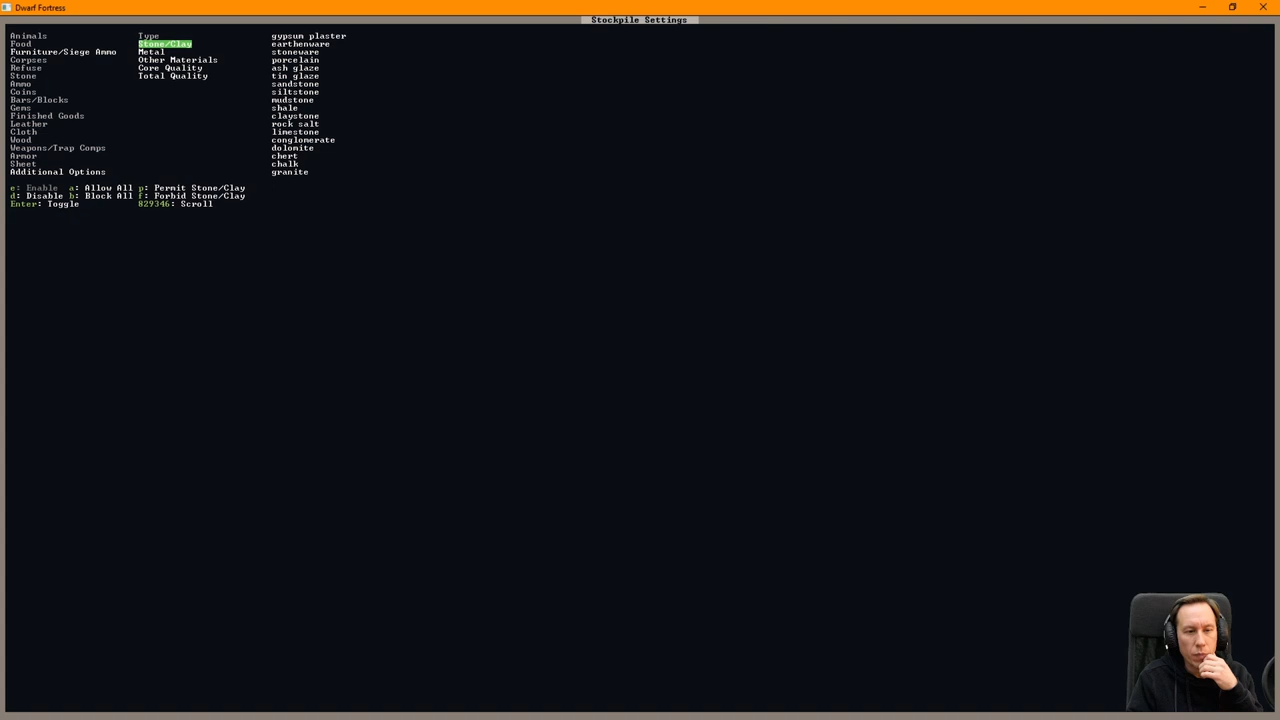 Dwarf Fortress
Stockpile Settings
Animals Type gypsum plaster
Food Stone/Clay earthenware
Furniture/Siege Ammo Metal stoneware
Corpses Other Materials porcelain
Refuse Core Quality ash glaze
Stone Total Quality tin glaze
Ammo sandstone
Coins siltstone
Bars/Blocks mudstone
Gems shale
Finished Goods claystone
Leather rock salt
Cloth limestone
Wood conglomerate
Weapons/Trap Comps dolomite
Armor chert
Sheet chalk
Additional Options granite
e: Enable a: Allow All p: Permit Stone/Clay
d: Disable b: Block All f: Forbid Stone/Clay
Enter: Toggle 829346: Scroll